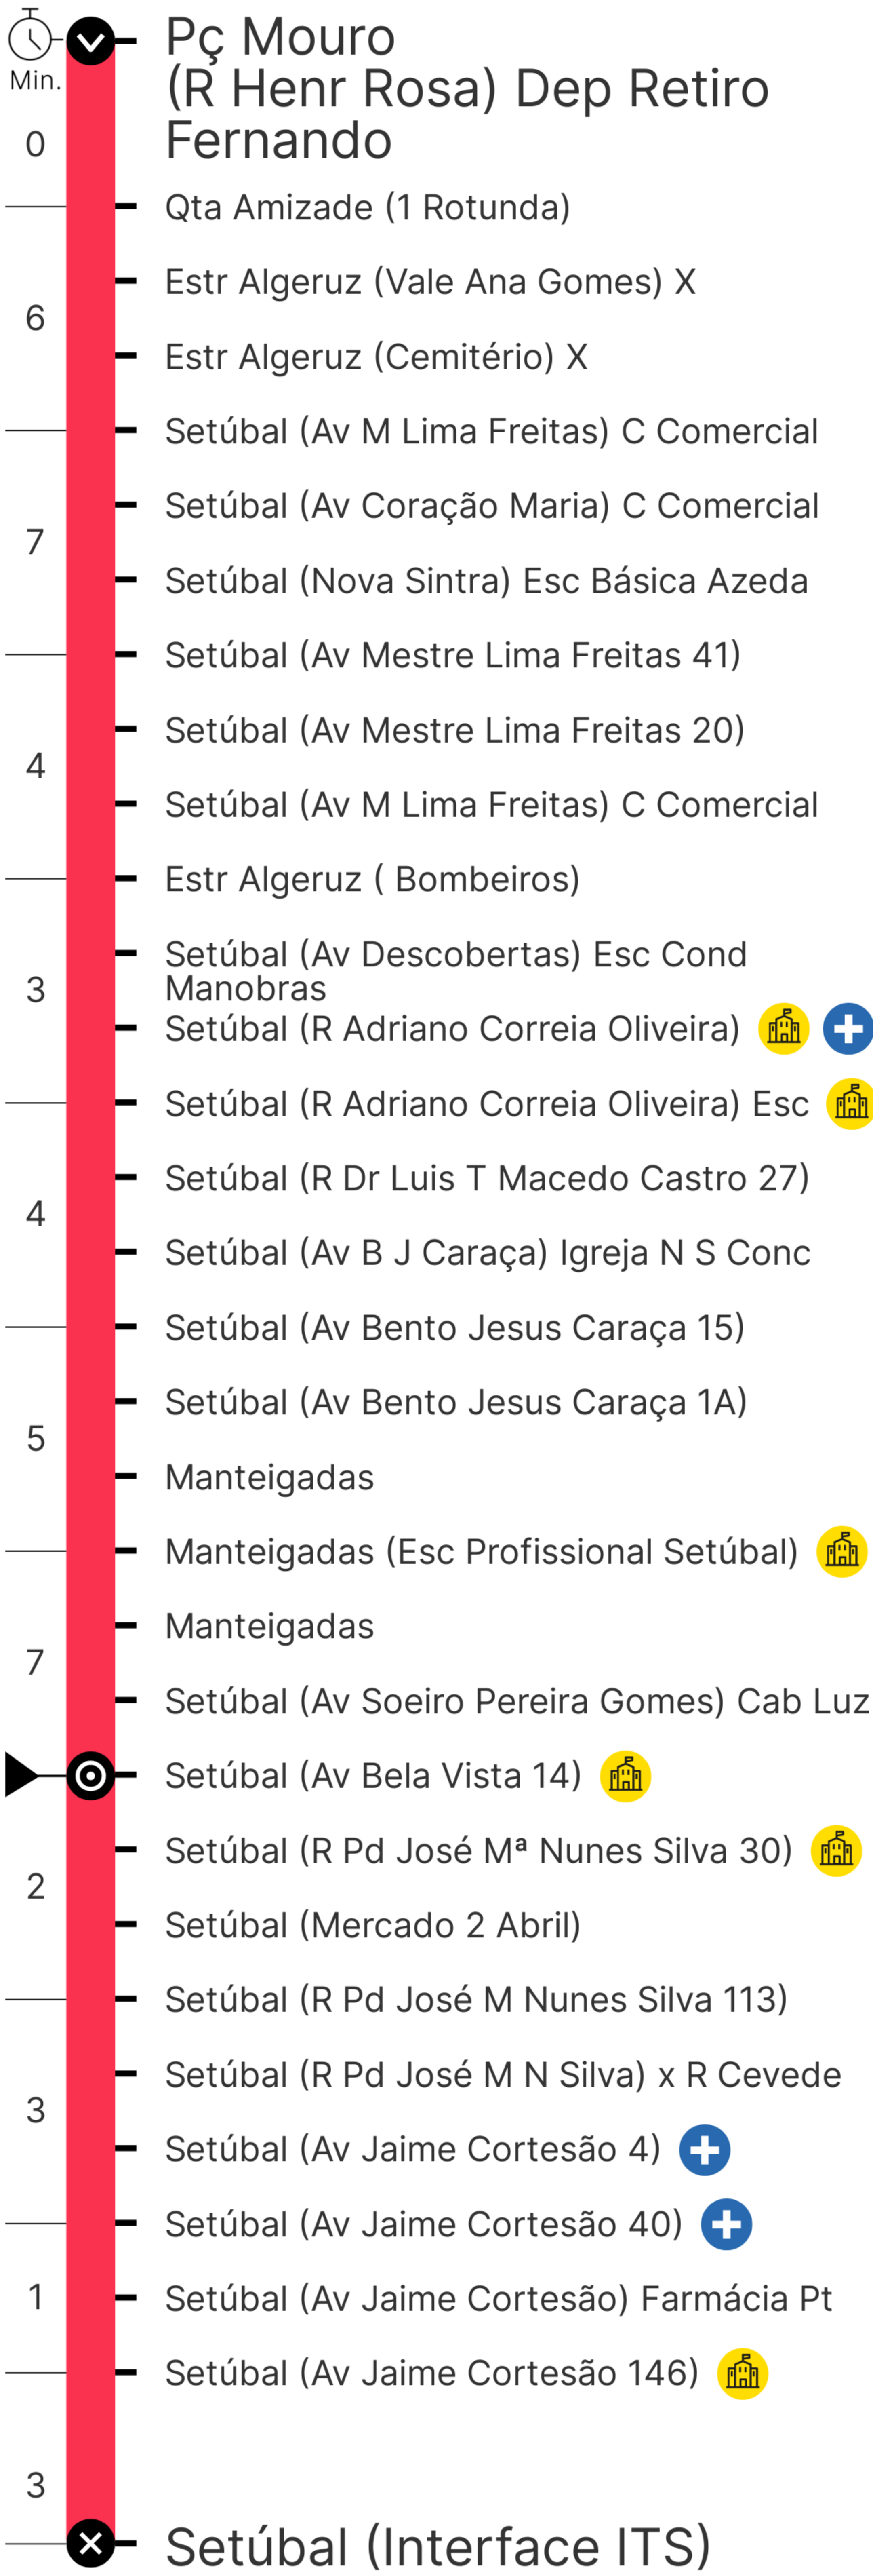 Min.
Pç Mouro
(R Henr Rosa) Dep Retiro
Fernando
0
Qta Amizade (1 Rotunda)
Estr Algeruz (Vale Ana Gomes) X
6
Estr Algeruz (Cemitério) X
Setúbal (Av M Lima Freitas) C Comercial
Setúbal (Av Coração Maria) C Comercial
7
Setúbal (Nova Sintra) Esc Básica Azeda
Setúbal (Av Mestre Lima Freitas 41)
Setúbal (Av Mestre Lima Freitas 20)
4
Setúbal (Av M Lima Freitas) C Comercial
Estr Algeruz ( Bombeiros)
Setúbal (Av Descobertas) Esc Cond
Manobras
3
Setúbal (R Adriano Correia Oliveira)
Setúbal (R Adriano Correia Oliveira) Esc
Setúbal (R Dr Luis T Macedo Castro 27)
4
Setúbal (Av B J Caraça) Igreja N S Conc
Setúbal (Av Bento Jesus Caraça 15)
Setúbal (Av Bento Jesus Caraça 1A)
5
Manteigadas
Manteigadas (Esc Profissional Setúbal)
Manteigadas
7
Setúbal (Av Soeiro Pereira Gomes) Cab Luz
Setúbal (Av Bela Vista 14)
Setúbal (R Pd José Mª Nunes Silva 30)
2
Setúbal (Mercado 2 Abril)
Setúbal (R Pd José M Nunes Silva 113)
Setúbal (R Pd José M N Silva) x R Cevede
3
Setúbal (Av Jaime Cortesão 4)
Setúbal (Av Jaime Cortesão 40)
1
Setúbal (Av Jaime Cortesão) Farmácia Pt
Setúbal (Av Jaime Cortesão 146)
3
Setúbal (Interface ITS)